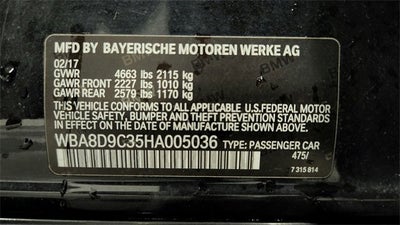 MFD BY BAYERISCHE MOTOREN WERKE AG
02/17
GVWR 4663 lbs 2115 kg
GAWR FRONT 2227 lbs 1010 kg
GAWR REAR 2579 lbs 1170 kg
THIS VEHICLE CONFORMS TO ALL APPLICABLE U.S.FEDERAL MOTOR
VEHICLE SAFETY, BUMPER AND THEFT PREVENTION STANDARDS IN
EFFECT ON THE DATE OF MANUFACTURE SHOWN ABOVE.
WBA8D9C35HA005036 TYPE: PASSENGER CAR
475/
7 315 814